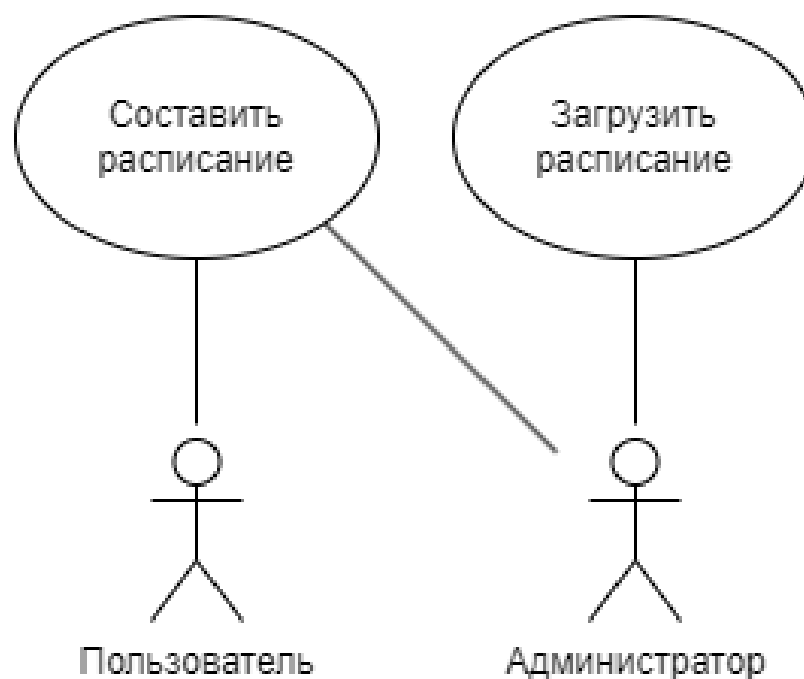 Составить
расписание
Загрузить
расписание
Пользователь
Администратор